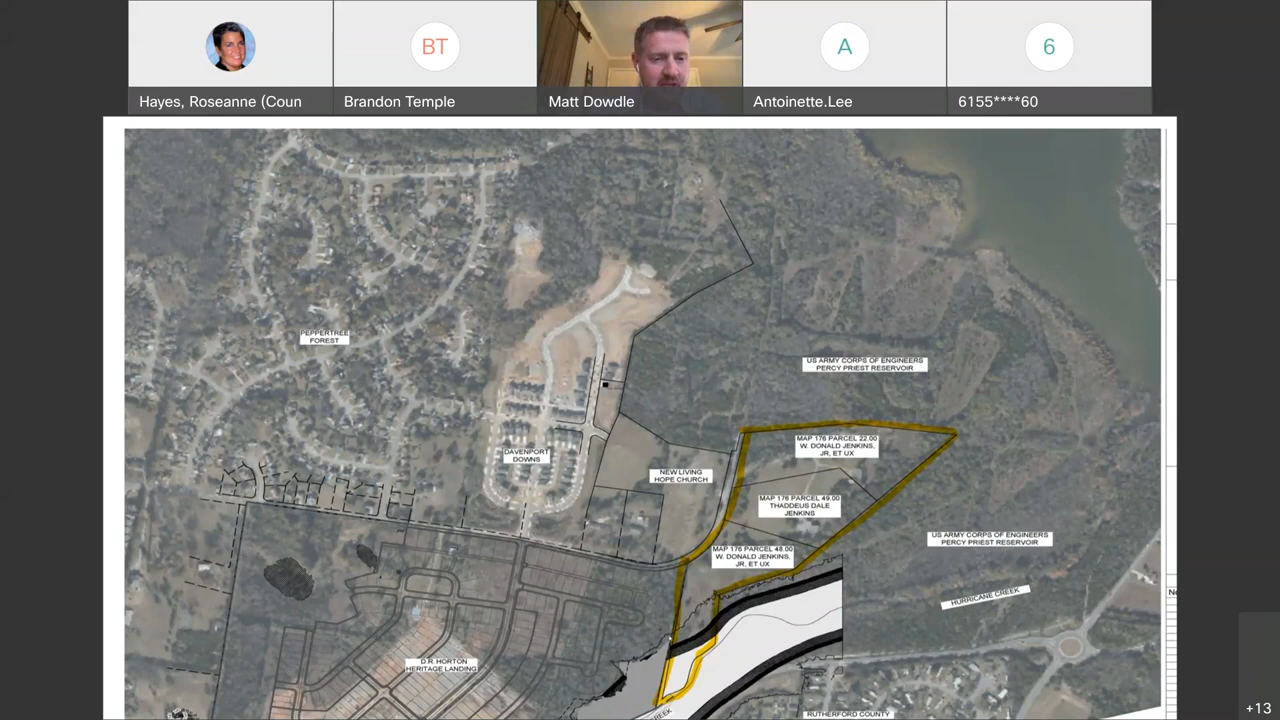 BT
A
6
Hayes, Roseanne (Coun
Brandon Temple
Matt Dowdle
Antoinette.Lee
6155****60
PEPPERTREE
FOREST
US ARMY CORPS OF ENGINEERS
PERCY PRIEST RESERVOIR
MAP 176 PARCEL 22.00
W. DONALD JENKINS,
JR, ET UX
DAVENPORT
DOWNS
NEW LIVING
HOPE CHURCH
MAP 176 PARCEL 49.00
THADDEUS DALE
JENKINS
US ARMY CORPS OF ENGINEERS
PERCY PRIEST RESERVOIR
MAP 176 PARCEL 48.00
W. DONALD JENKINS,
JR, ET UX
HURRICANE CREEK
D.R. HORTON
HERITAGE LANDING
RUTHERFORD COUNTY
+13